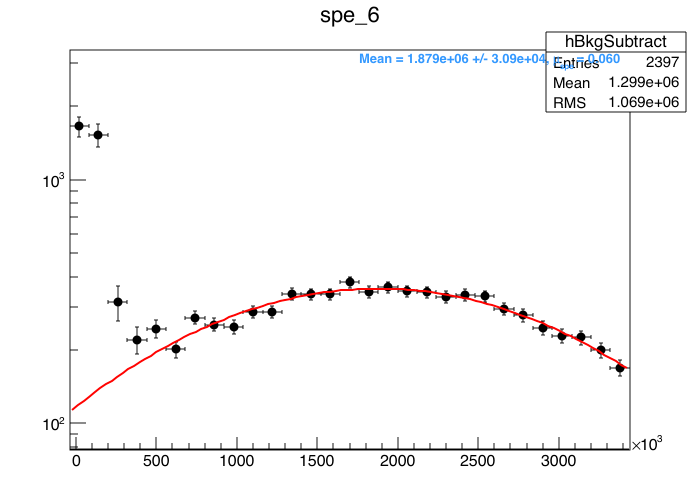 spe_6
hBkgSubtract
Mean = 1.879e+06 +/- 3.09e+04, μspe = 0.060
Entries 2397
Mean 1.299e+06
RMS 1.069e+06
10³
10²
0 500 1000 1500 2000 2500 3000
×10³